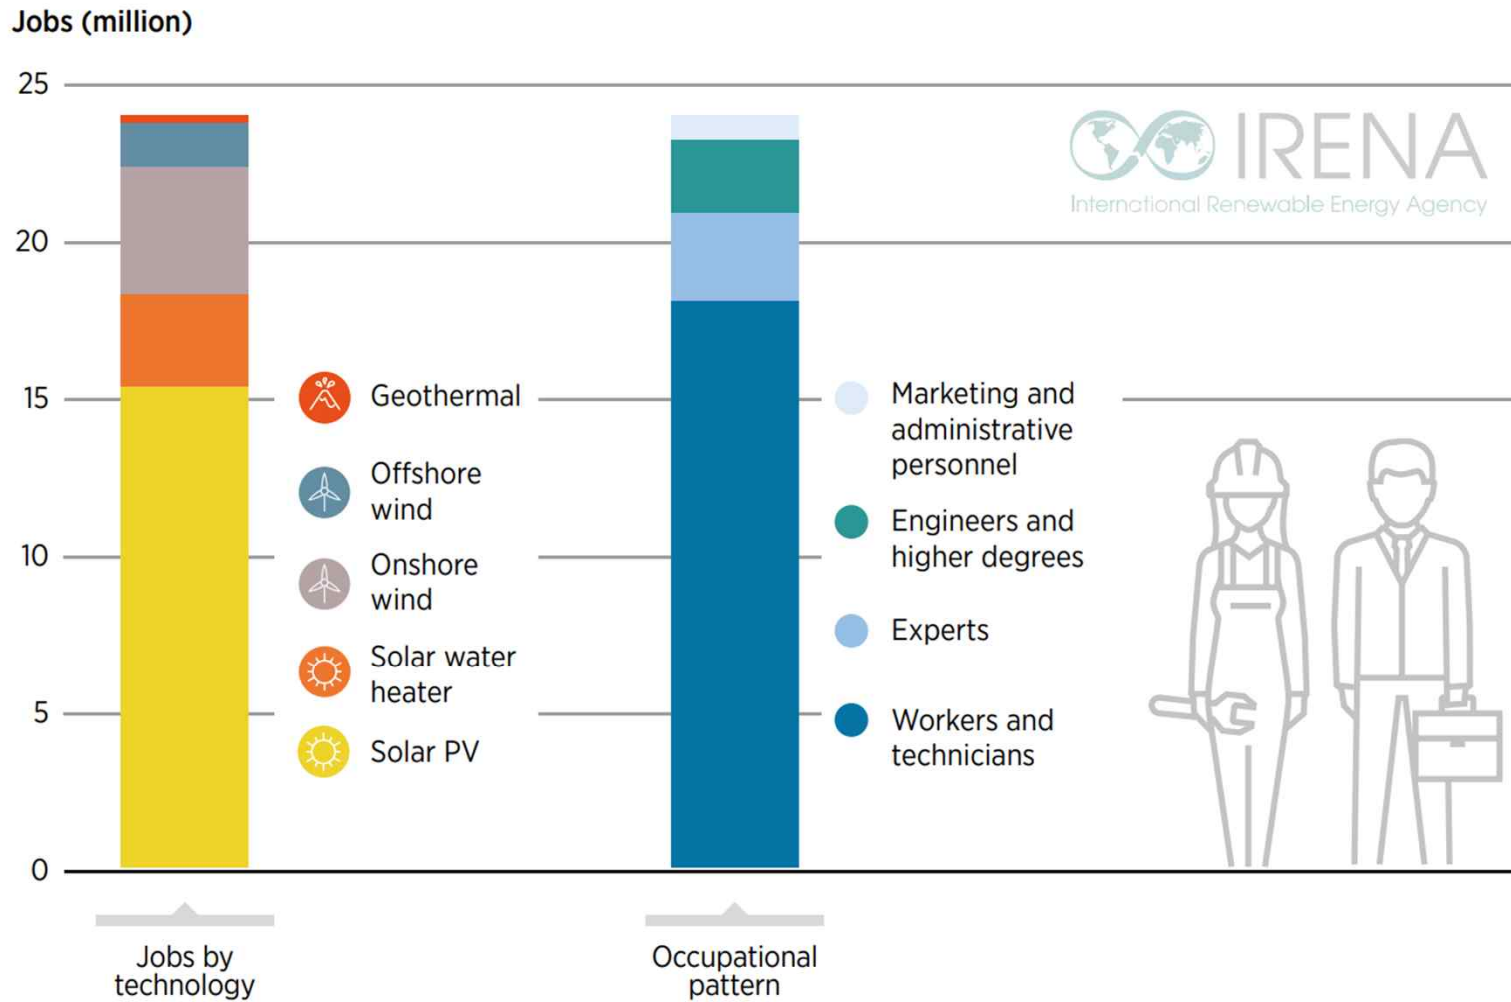 Jobs (million)
25
20
15
10
5
0
IRENA
International Renewable Energy Agency
Geothermal
Offshore
wind
Onshore
wind
Solar water
heater
Solar PV
Marketing and
administrative
personnel
Engineers and
higher degrees
Experts
Workers and
technicians
Jobs by
technology
Occupational
pattern